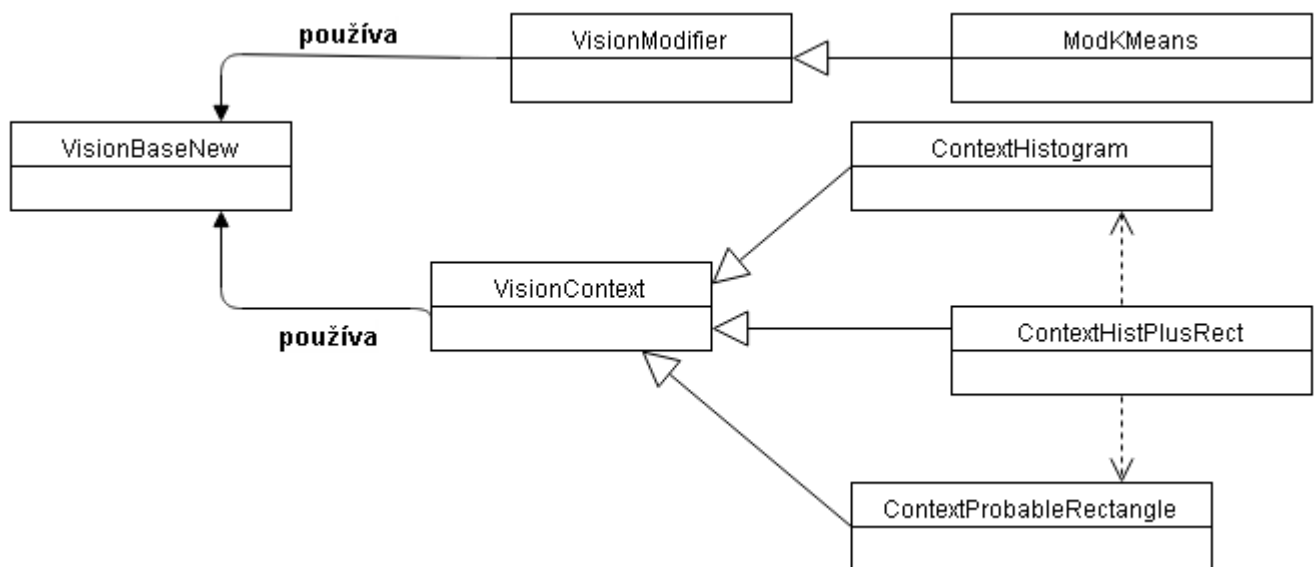 používa
VisionModifier
ModKMeans
VisionBaseNew
ContextHistogram
VisionContext
používa
ContextHistPlusRect
ContextProbableRectangle